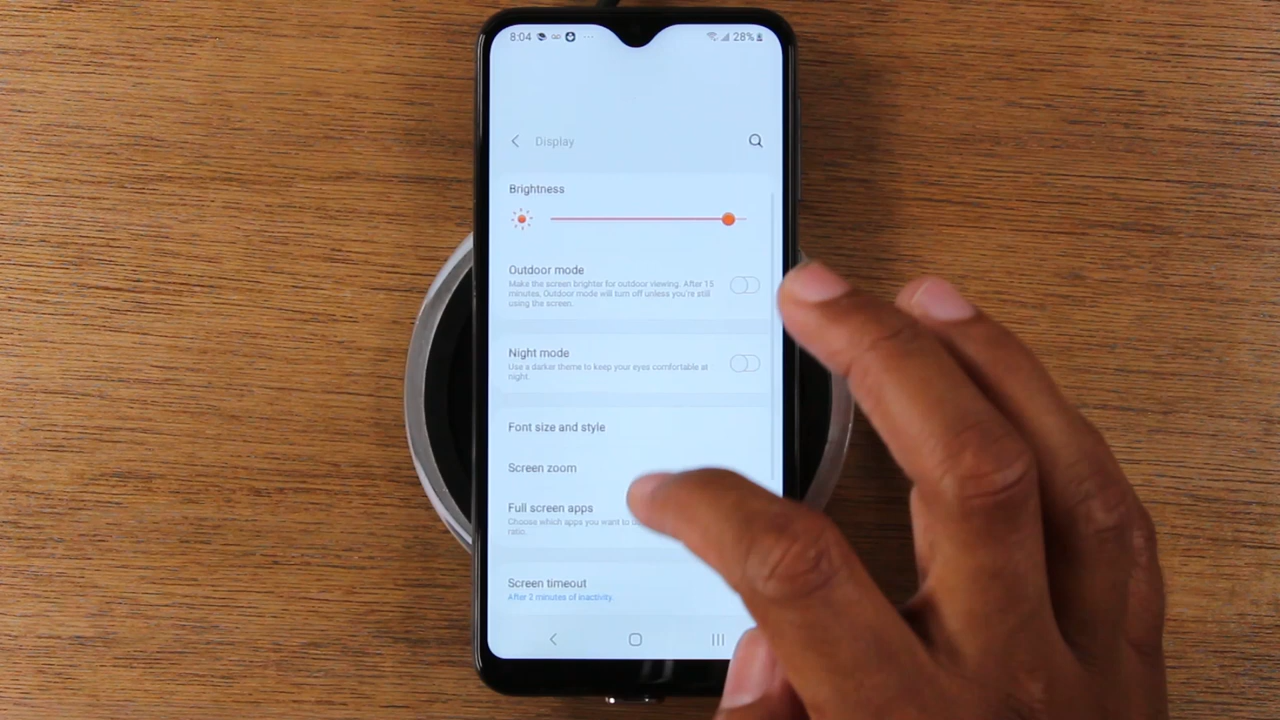 8:04 28%
Display
Brightness
Outdoor mode
Make the screen brighter for outdoor viewing. After 15
minutes, Outdoor mode will turn off unless you're still
using the screen.
Night mode
Use a darker theme to keep your eyes comfortable at
night.
Font size and style
Screen zoom
Full screen apps
Choose which apps you want to
ratio.
Screen timeout
After 2 minutes of inactivity.